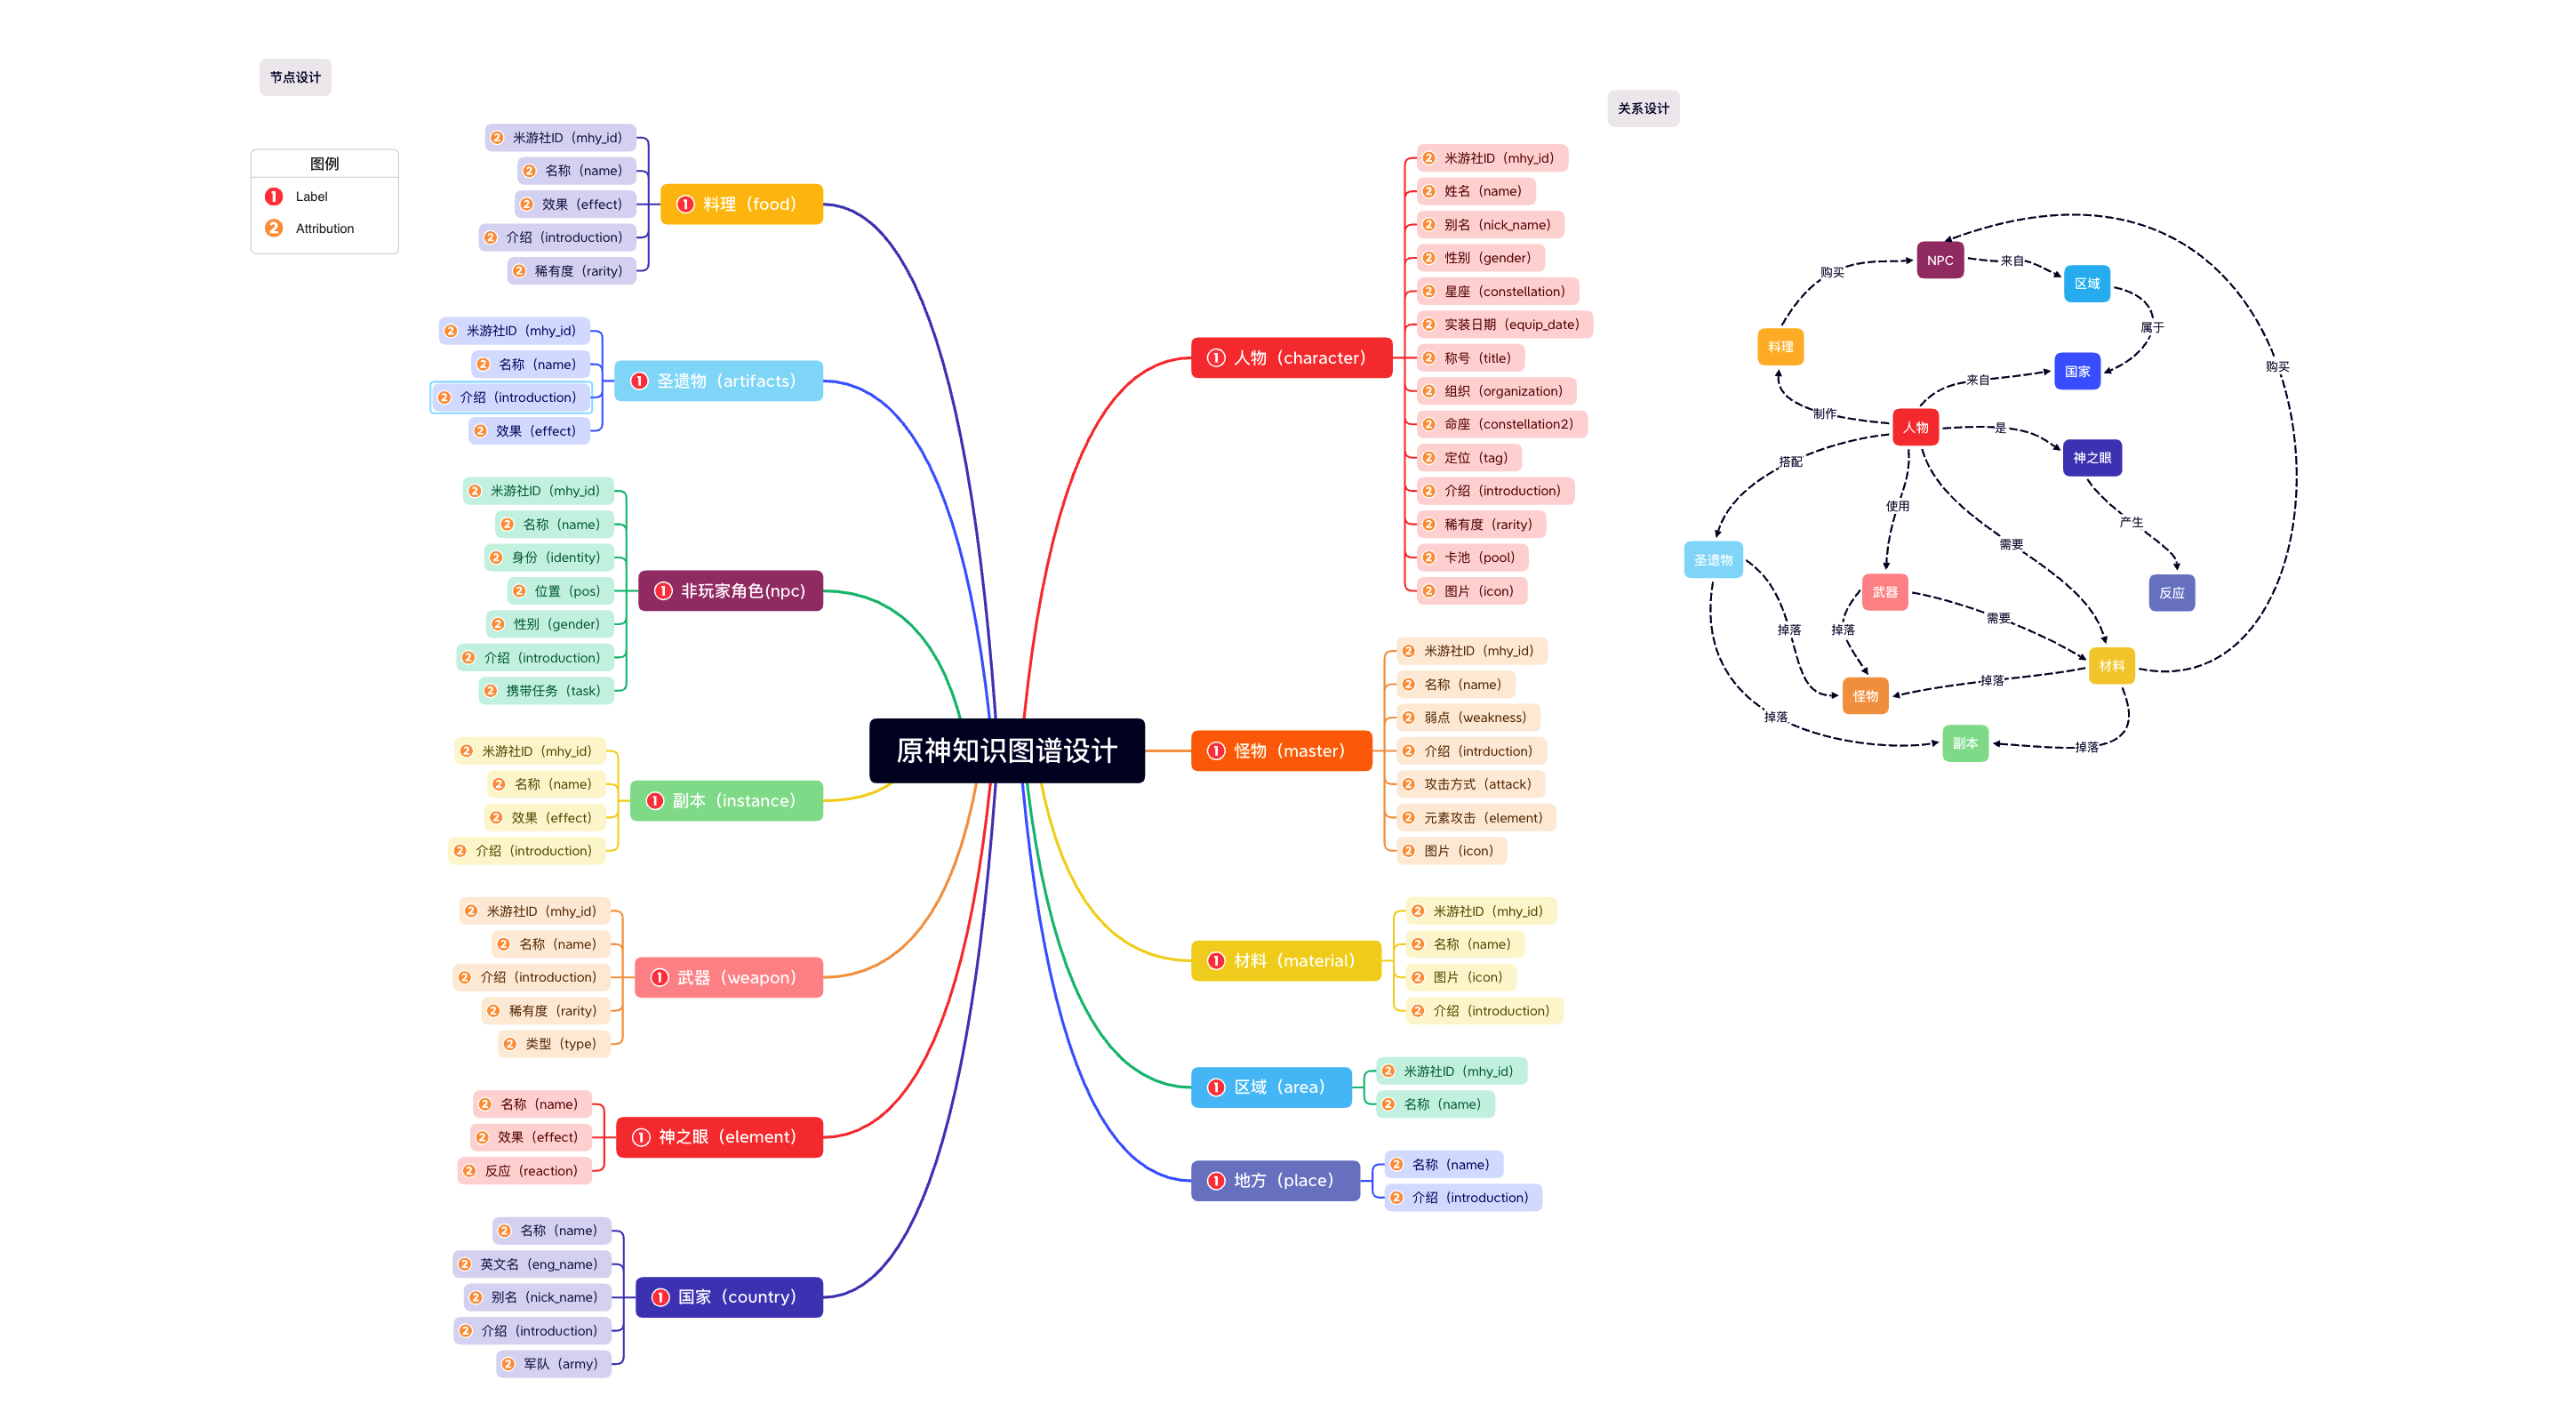 节点设计
图例
1 Label
2 Attribution
2 米游社ID（mhy_id）
2 名称（name）
2 效果（effect）
2 介绍（introduction）
2 稀有度（rarity）
1 料理（food）
2 米游社ID（mhy_id）
2 名称（name）
2 介绍（introduction）
2 效果（effect）
1 圣遗物（artifacts）
2 米游社ID（mhy_id）
2 名称（name）
2 身份（identity）
2 位置（pos）
2 性别（gender）
2 介绍（introduction）
2 携带任务（task）
1 非玩家角色(npc)
2 米游社ID（mhy_id）
2 名称（name）
2 效果（effect）
2 介绍（introduction）
1 副本（instance）
2 米游社ID（mhy_id）
2 名称（name）
2 介绍（introduction）
2 稀有度（rarity）
2 类型（type）
1 武器（weapon）
2 名称（name）
2 效果（effect）
2 反应（reaction）
1 神之眼（element）
2 名称（name）
2 英文名（eng_name）
2 别名（nick_name）
2 介绍（introduction）
2 军队（army）
1 国家（country）
原神知识图谱设计
1 人物（character）
2 米游社ID（mhy_id）
2 姓名（name）
2 别名（nick_name）
2 性别（gender）
2 星座（constellation）
2 实装日期（equip_date）
2 称号（title）
2 组织（organization）
2 命座（constellation2）
2 定位（tag）
2 介绍（introduction）
2 稀有度（rarity）
2 卡池（pool）
2 图片（icon）
1 怪物（master）
2 米游社ID（mhy_id）
2 名称（name）
2 弱点（weakness）
2 介绍（intrduction）
2 攻击方式（attack）
2 元素攻击（element）
2 图片（icon）
1 材料（material）
2 米游社ID（mhy_id）
2 名称（name）
2 图片（icon）
2 介绍（introduction）
1 区域（area）
2 米游社ID（mhy_id）
2 名称（name）
1 地方（place）
2 名称（name）
2 介绍（introduction）
关系设计
NPC
来自
购买
区域
属于
料理
国家
来自
购买
制作
人物
是
神之眼
搭配
使用
产生
需要
圣遗物
武器
反应
需要
掉落
掉落
材料
掉落
怪物
掉落
副本
掉落